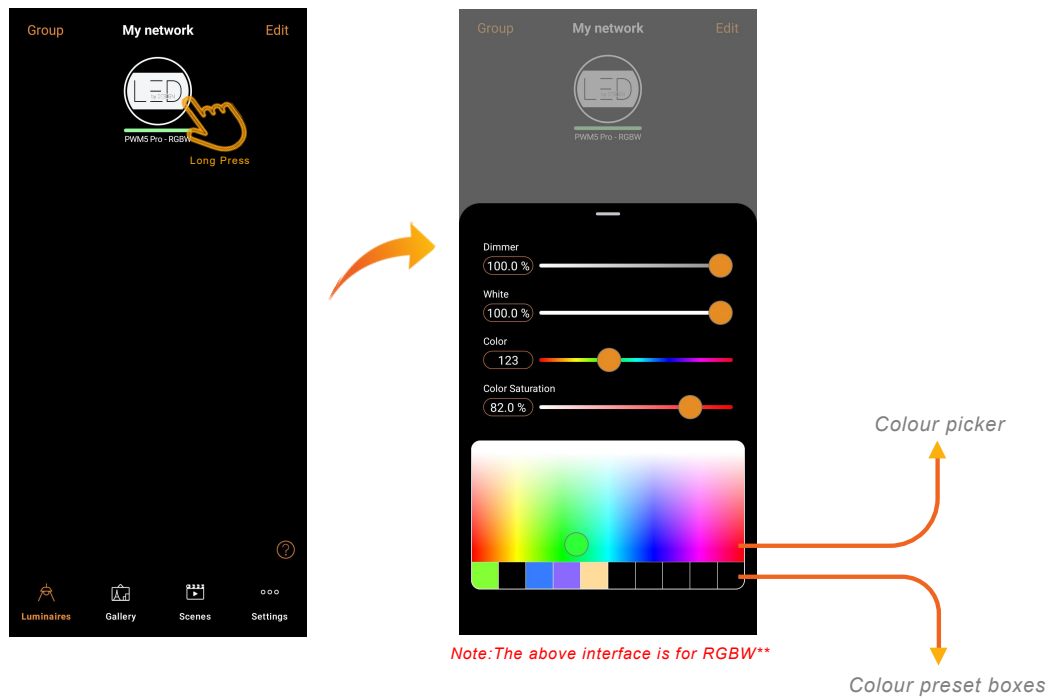 Group My network Edit
LED
PWM5 Pro - RGBW
Long Press
?
Luminaires Gallery Scenes Settings
Group My network Edit
LED
PWM5 Pro - RGBW
Dimmer
100.0 %
White
100.0 %
Color
123
Color Saturation
82.0 %
Note:The above interface is for RGBW**
Colour picker
Colour preset boxes